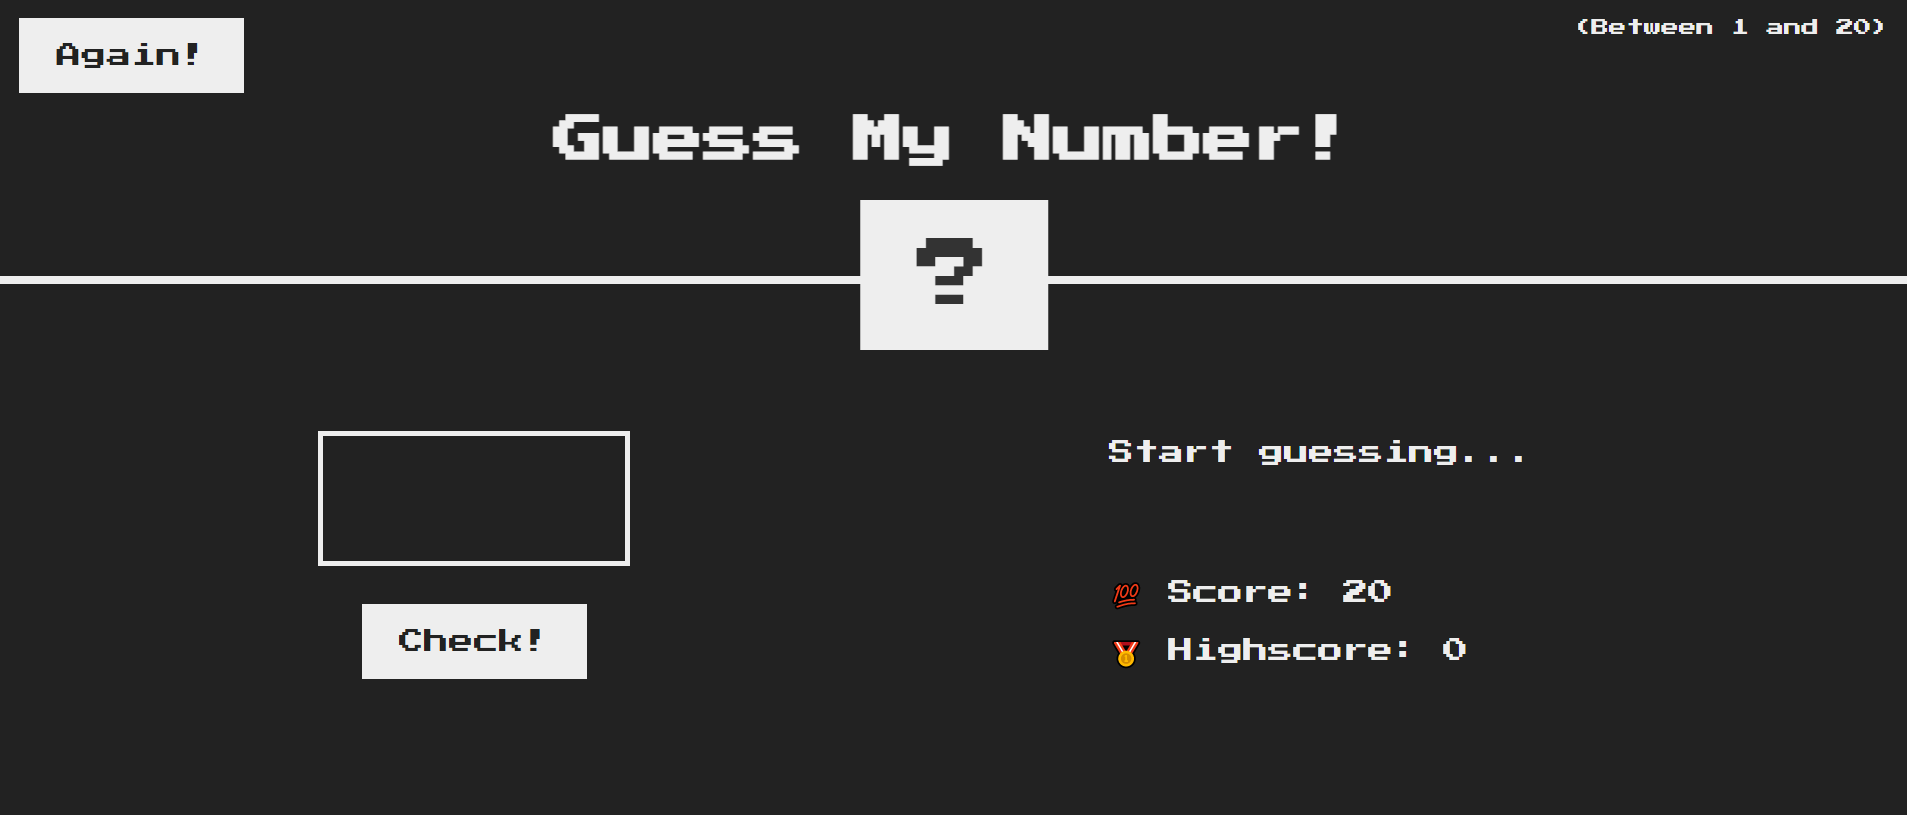 Again!
(Between 1 and 20)
Guess My Number!
?
Start guessing...
Check!
💯 Score: 20
🥇 Highscore: 0